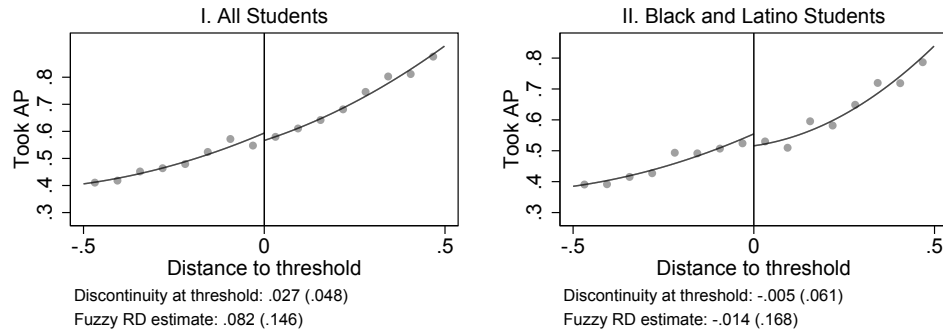 I. All Students
Took AP
.8
.7
.6
.5
.4
.3
-.5
0
.5
Distance to threshold
Discontinuity at threshold: .027 (.048)
Fuzzy RD estimate: .082 (.146)
II. Black and Latino Students
Took AP
.8
.7
.6
.5
.4
.3
-.5
0
.5
Distance to threshold
Discontinuity at threshold: -.005 (.061)
Fuzzy RD estimate: -.014 (.168)